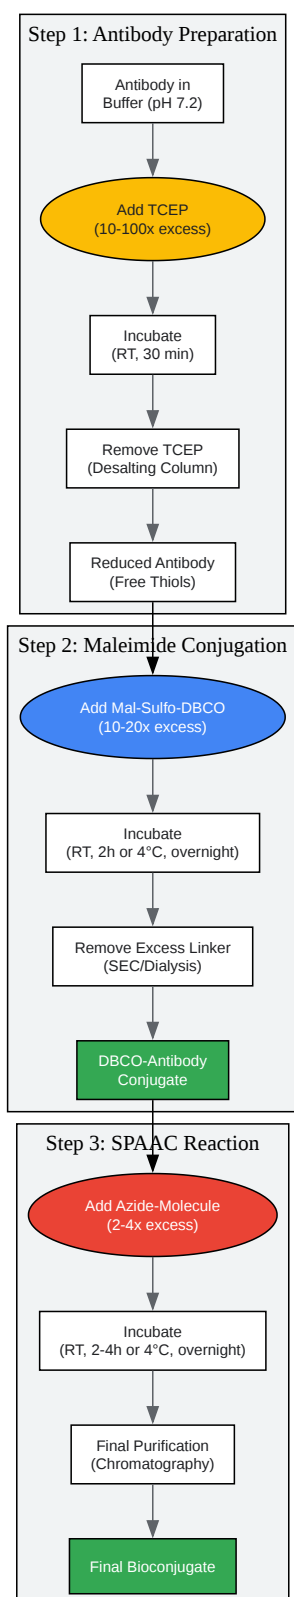 Step 1: Antibody Preparation
Antibody in
Buffer (pH 7.2)
Add TCEP
(10-100x excess)
Incubate
(RT, 30 min)
Remove TCEP
(Desalting Column)
Reduced Antibody
(Free Thiols)
Step 2: Maleimide Conjugation
Add Mal-Sulfo-DBCO
(10-20x excess)
Incubate
(RT, 2h or 4°C, overnight)
Remove Excess Linker
(SEC/Dialysis)
DBCO-Antibody
Conjugate
Step 3: SPAAC Reaction
Add Azide-Molecule
(2-4x excess)
Incubate
(RT, 2-4h or 4°C, overnight)
Final Purification
(Chromatography)
Final Bioconjugate